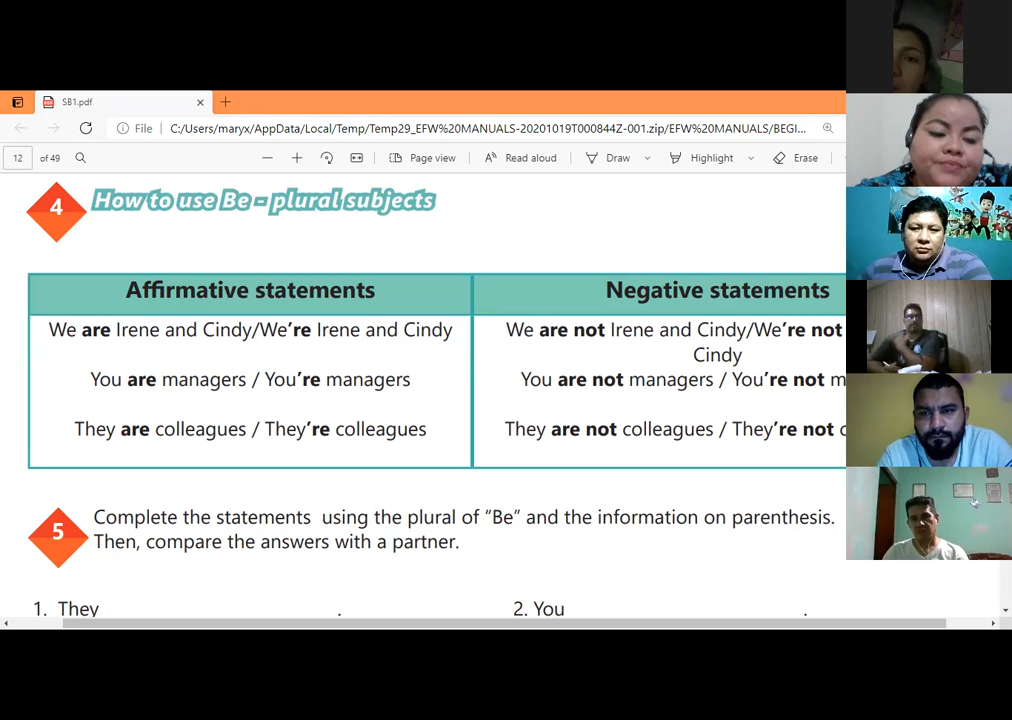 SB1.pdf
File
C:/Users/maryx/AppData/Local/Temp/Temp29_EFW%20MANUALS-20201019T000844Z-001.zip/EFW%20MANUALS/BEGI...
12 of 49
Page view
Read aloud
Draw
Highlight
Erase
4 How to use Be - plural subjects
Affirmative statements
We are Irene and Cindy/We're Irene and Cindy
You are managers / You're managers
They are colleagues / They're colleagues
Negative statements
We are not Irene and Cindy/We're not
Cindy
You are not managers / You're not m
They are not colleagues / They're not c
5 Complete the statements using the plural of “Be” and the information on parenthesis.
Then, compare the answers with a partner.
1. They .
2. You .